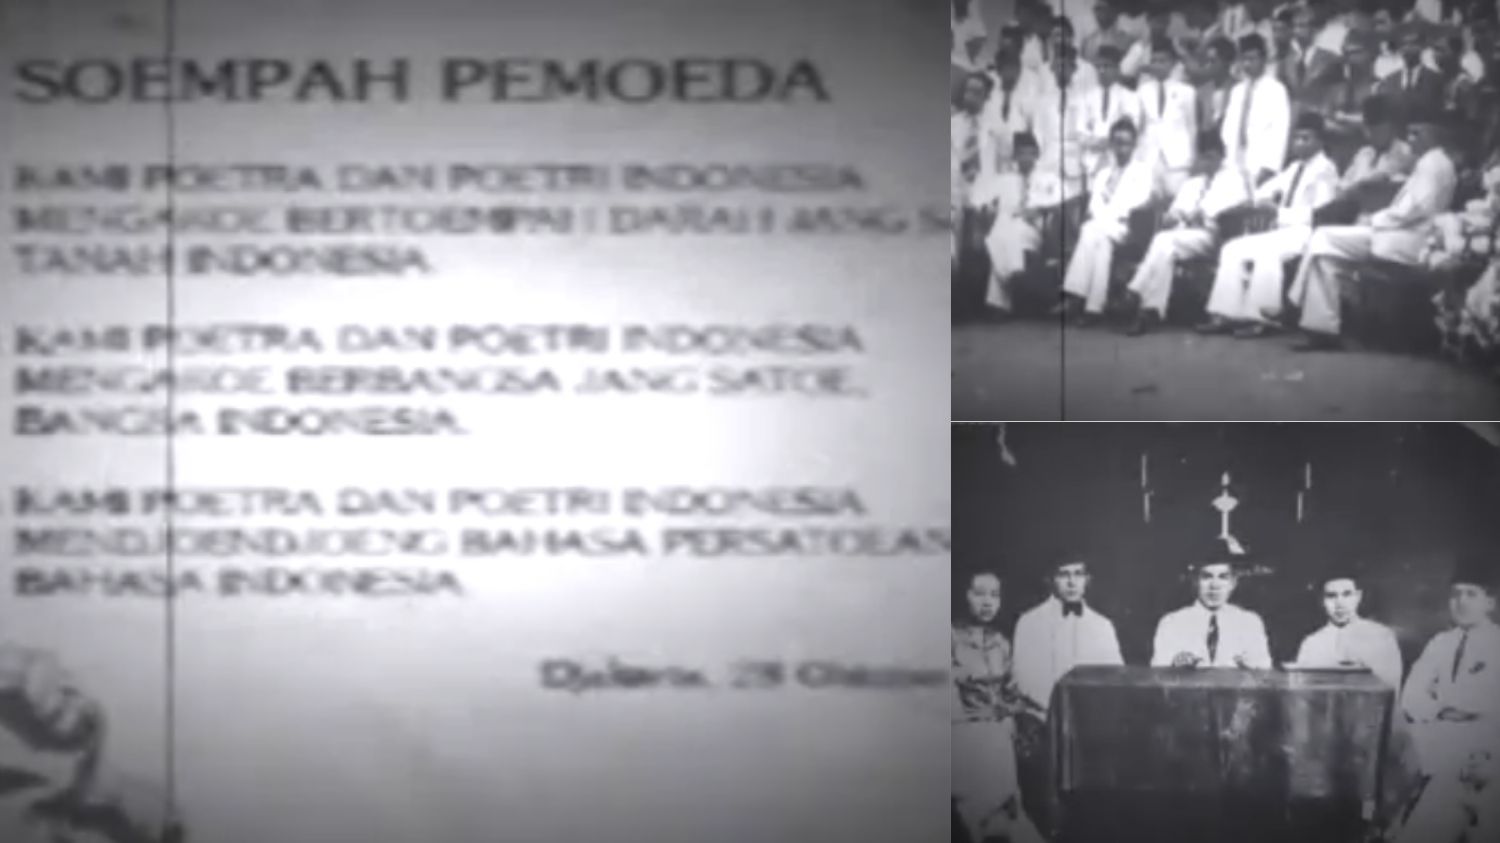 SOEMPAH PEMOEDA
KAMI POETRA DAN POETRI INDONESIA
MENGAKOE BERTOEMPAH DARAH JANG
TANAH INDONESIA
KAMI POETRA DAN POETRI INDONESIA
MENGAKOE BERBANGSA JANG SATOE,
BANGSA INDONESIA.
KAMI POETRA DAN POETRI INDONESIA
MENDJOENDJOENG BAHASA PERSATOEAN
BAHASA INDONESIA
28